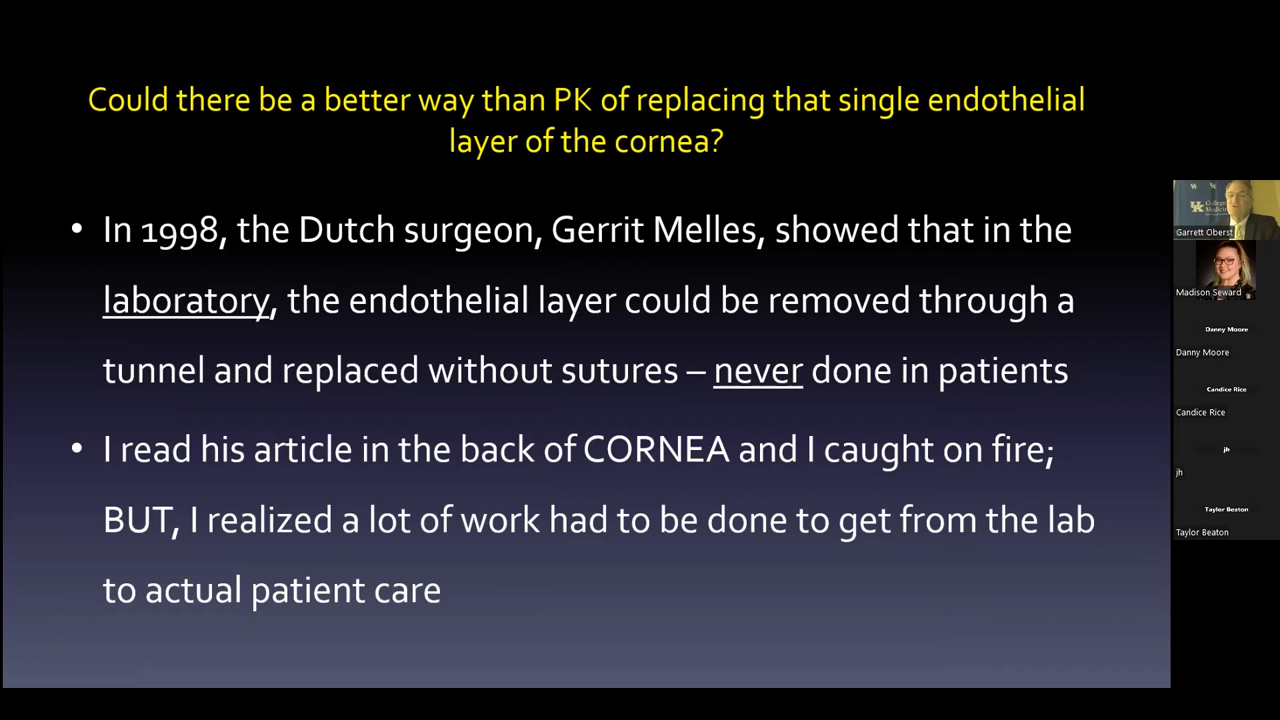 Could there be a better way than PK of replacing that single endothelial
layer of the cornea?
• In 1998, the Dutch surgeon, Gerrit Melles, showed that in the
laboratory, the endothelial layer could be removed through a
tunnel and replaced without sutures – never done in patients
• I read his article in the back of CORNEA and I caught on fire;
BUT, I realized a lot of work had to be done to get from the lab
to actual patient care
UK
College
Medicine
Garrett Oberst
Madison Seward
Danny Moore
Danny Moore
Candice Rice
Candice Rice
jh
jh
Taylor Beaton
Taylor Beaton